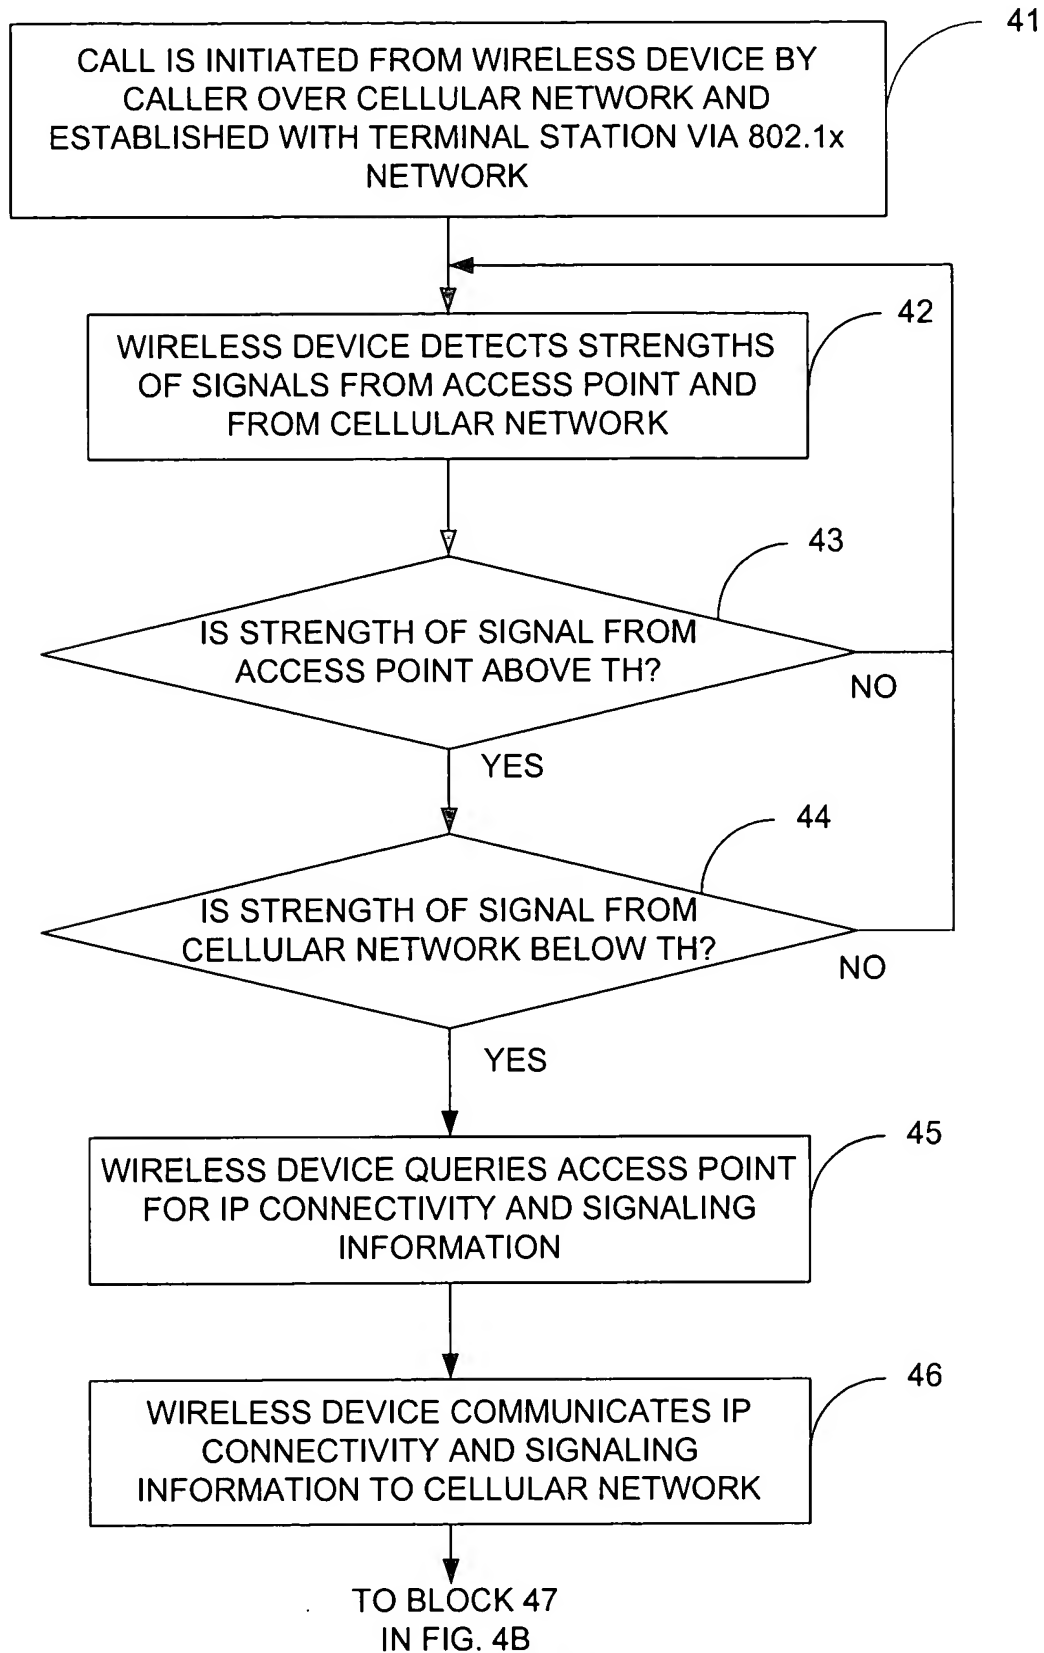 41
CALL IS INITIATED FROM WIRELESS DEVICE BY
CALLER OVER CELLULAR NETWORK AND
ESTABLISHED WITH TERMINAL STATION VIA 802.1x
NETWORK
42
WIRELESS DEVICE DETECTS STRENGTHS
OF SIGNALS FROM ACCESS POINT AND
FROM CELLULAR NETWORK
43
IS STRENGTH OF SIGNAL FROM
ACCESS POINT ABOVE TH?
NO
YES
44
IS STRENGTH OF SIGNAL FROM
CELLULAR NETWORK BELOW TH?
NO
YES
45
WIRELESS DEVICE QUERIES ACCESS POINT
FOR IP CONNECTIVITY AND SIGNALING
INFORMATION
46
WIRELESS DEVICE COMMUNICATES IP
CONNECTIVITY AND SIGNALING
INFORMATION TO CELLULAR NETWORK
TO BLOCK 47
IN FIG. 4B